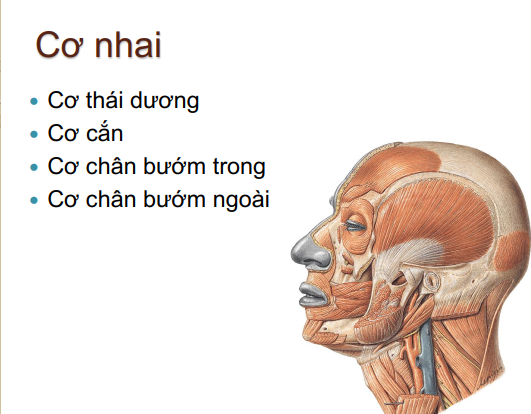 Cơ nhai
Cơ thái dương
Cơ cắn
Cơ chân bướm trong
Cơ chân bướm ngoài